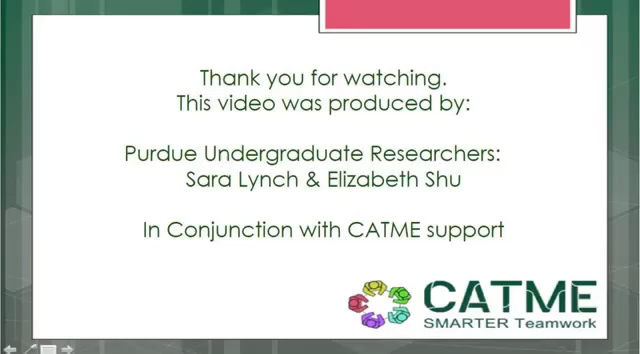 Thank you for watching.
This video was produced by:
Purdue Undergraduate Researchers:
Sara Lynch & Elizabeth Shu
In Conjunction with CATME support
CATME
SMARTER Teamwork